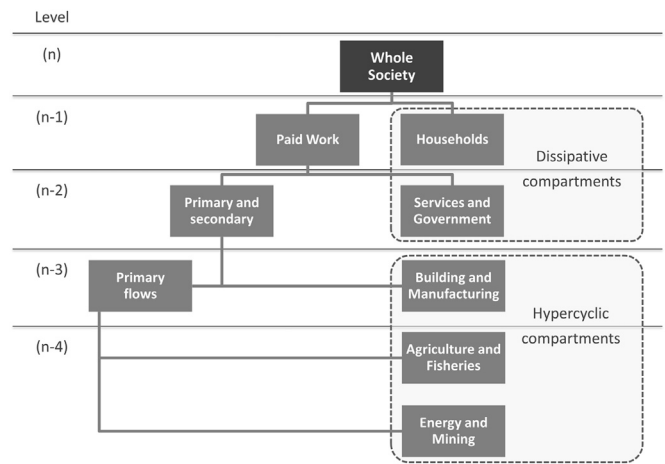 Level
(n)
Whole
Society
(n-1)
Paid Work
Households
Dissipative
compartments
(n-2)
Primary and
secondary
Services and
Government
(n-3)
Primary
flows
Building and
Manufacturing
Hypercyclic
compartments
(n-4)
Agriculture and
Fisheries
Energy and
Mining